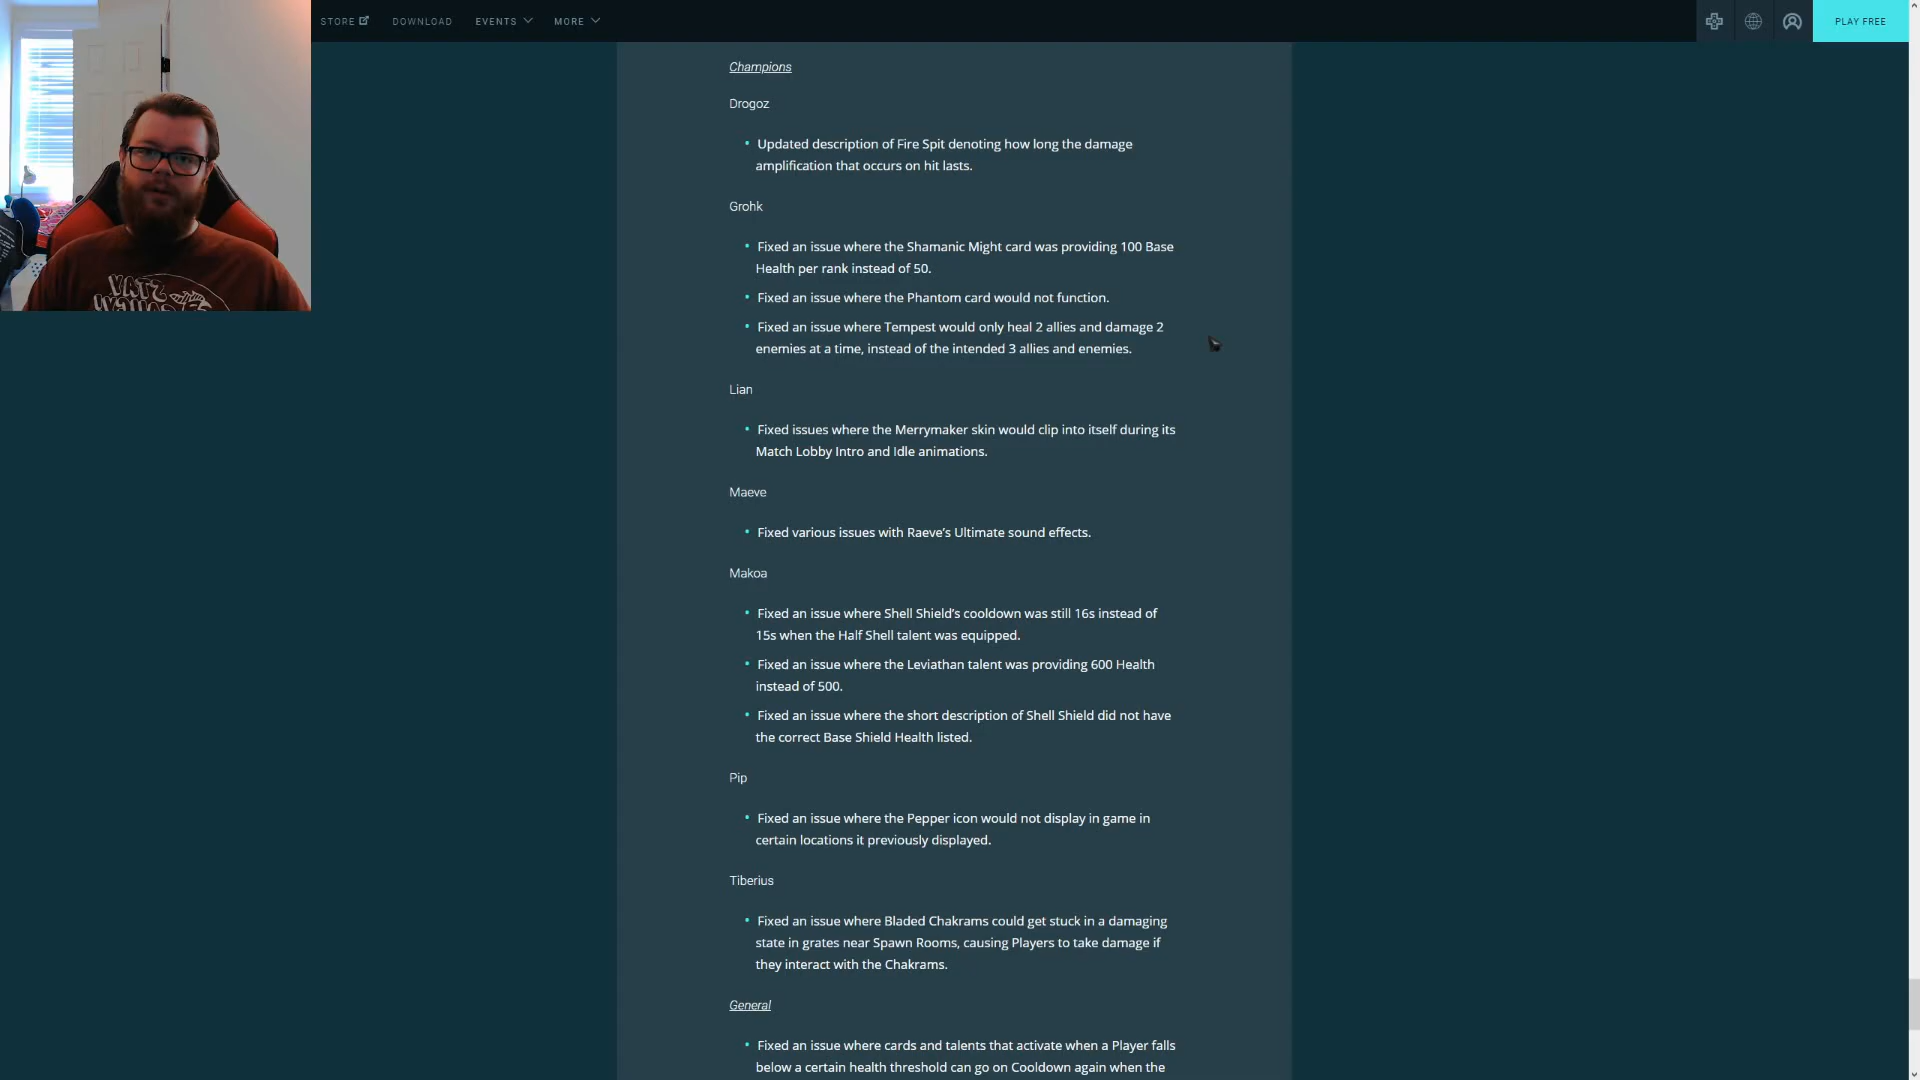 STORE DOWNLOAD EVENTS MORE PLAY FREE
Champions
Drogoz
• Updated description of Fire Spit denoting how long the damage
amplification that occurs on hit lasts.
Grohk
• Fixed an issue where the Shamanic Might card was providing 100 Base
Health per rank instead of 50.
• Fixed an issue where the Phantom card would not function.
• Fixed an issue where Tempest would only heal 2 allies and damage 2
enemies at a time, instead of the intended 3 allies and enemies.
Lian
• Fixed issues where the Merrymaker skin would clip into itself during its
Match Lobby Intro and Idle animations.
Maeve
• Fixed various issues with Raeve’s Ultimate sound effects.
Makoa
• Fixed an issue where Shell Shield’s cooldown was still 16s instead of
15s when the Half Shell talent was equipped.
• Fixed an issue where the Leviathan talent was providing 600 Health
instead of 500.
• Fixed an issue where the short description of Shell Shield did not have
the correct Base Shield Health listed.
Pip
• Fixed an issue where the Pepper icon would not display in game in
certain locations it previously displayed.
Tiberius
• Fixed an issue where Bladed Chakrams could get stuck in a damaging
state in grates near Spawn Rooms, causing Players to take damage if
they interact with the Chakrams.
General
• Fixed an issue where cards and talents that activate when a Player falls
below a certain health threshold can go on Cooldown again when the